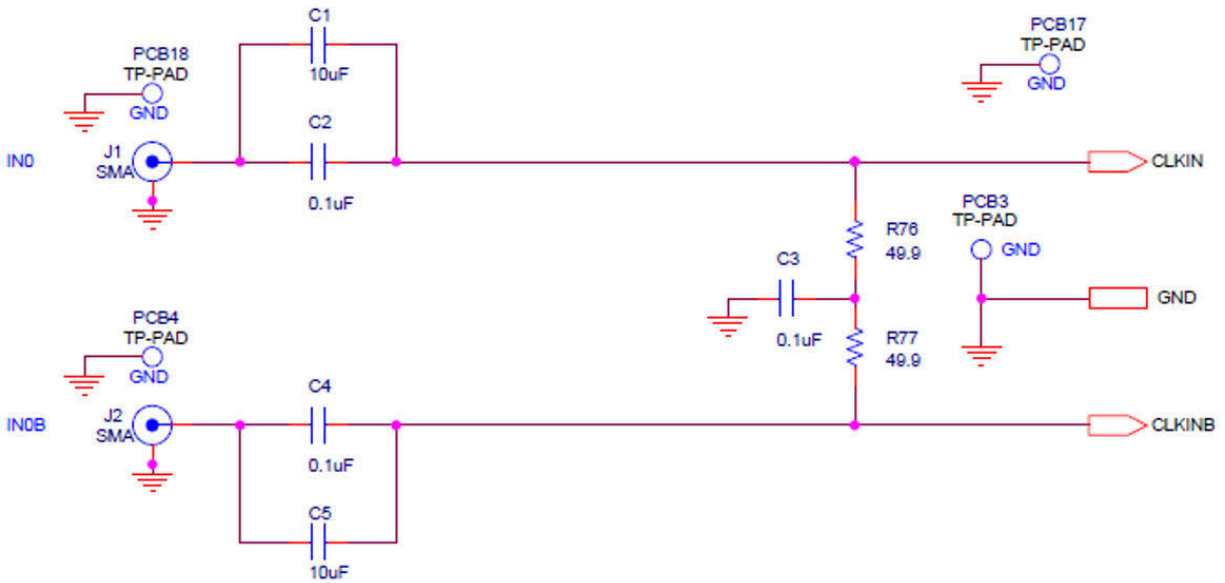 C1
10uF
PCB18
TP-PAD
GND
PCB17
TP-PAD
GND
IN0
J1
SMA
C2
0.1uF
CLKIN
R76
49.9
PCB3
TP-PAD
GND
C3
0.1uF
GND
R77
49.9
PCB4
TP-PAD
GND
IN0B
J2
SMA
C4
0.1uF
CLKINB
C5
10uF